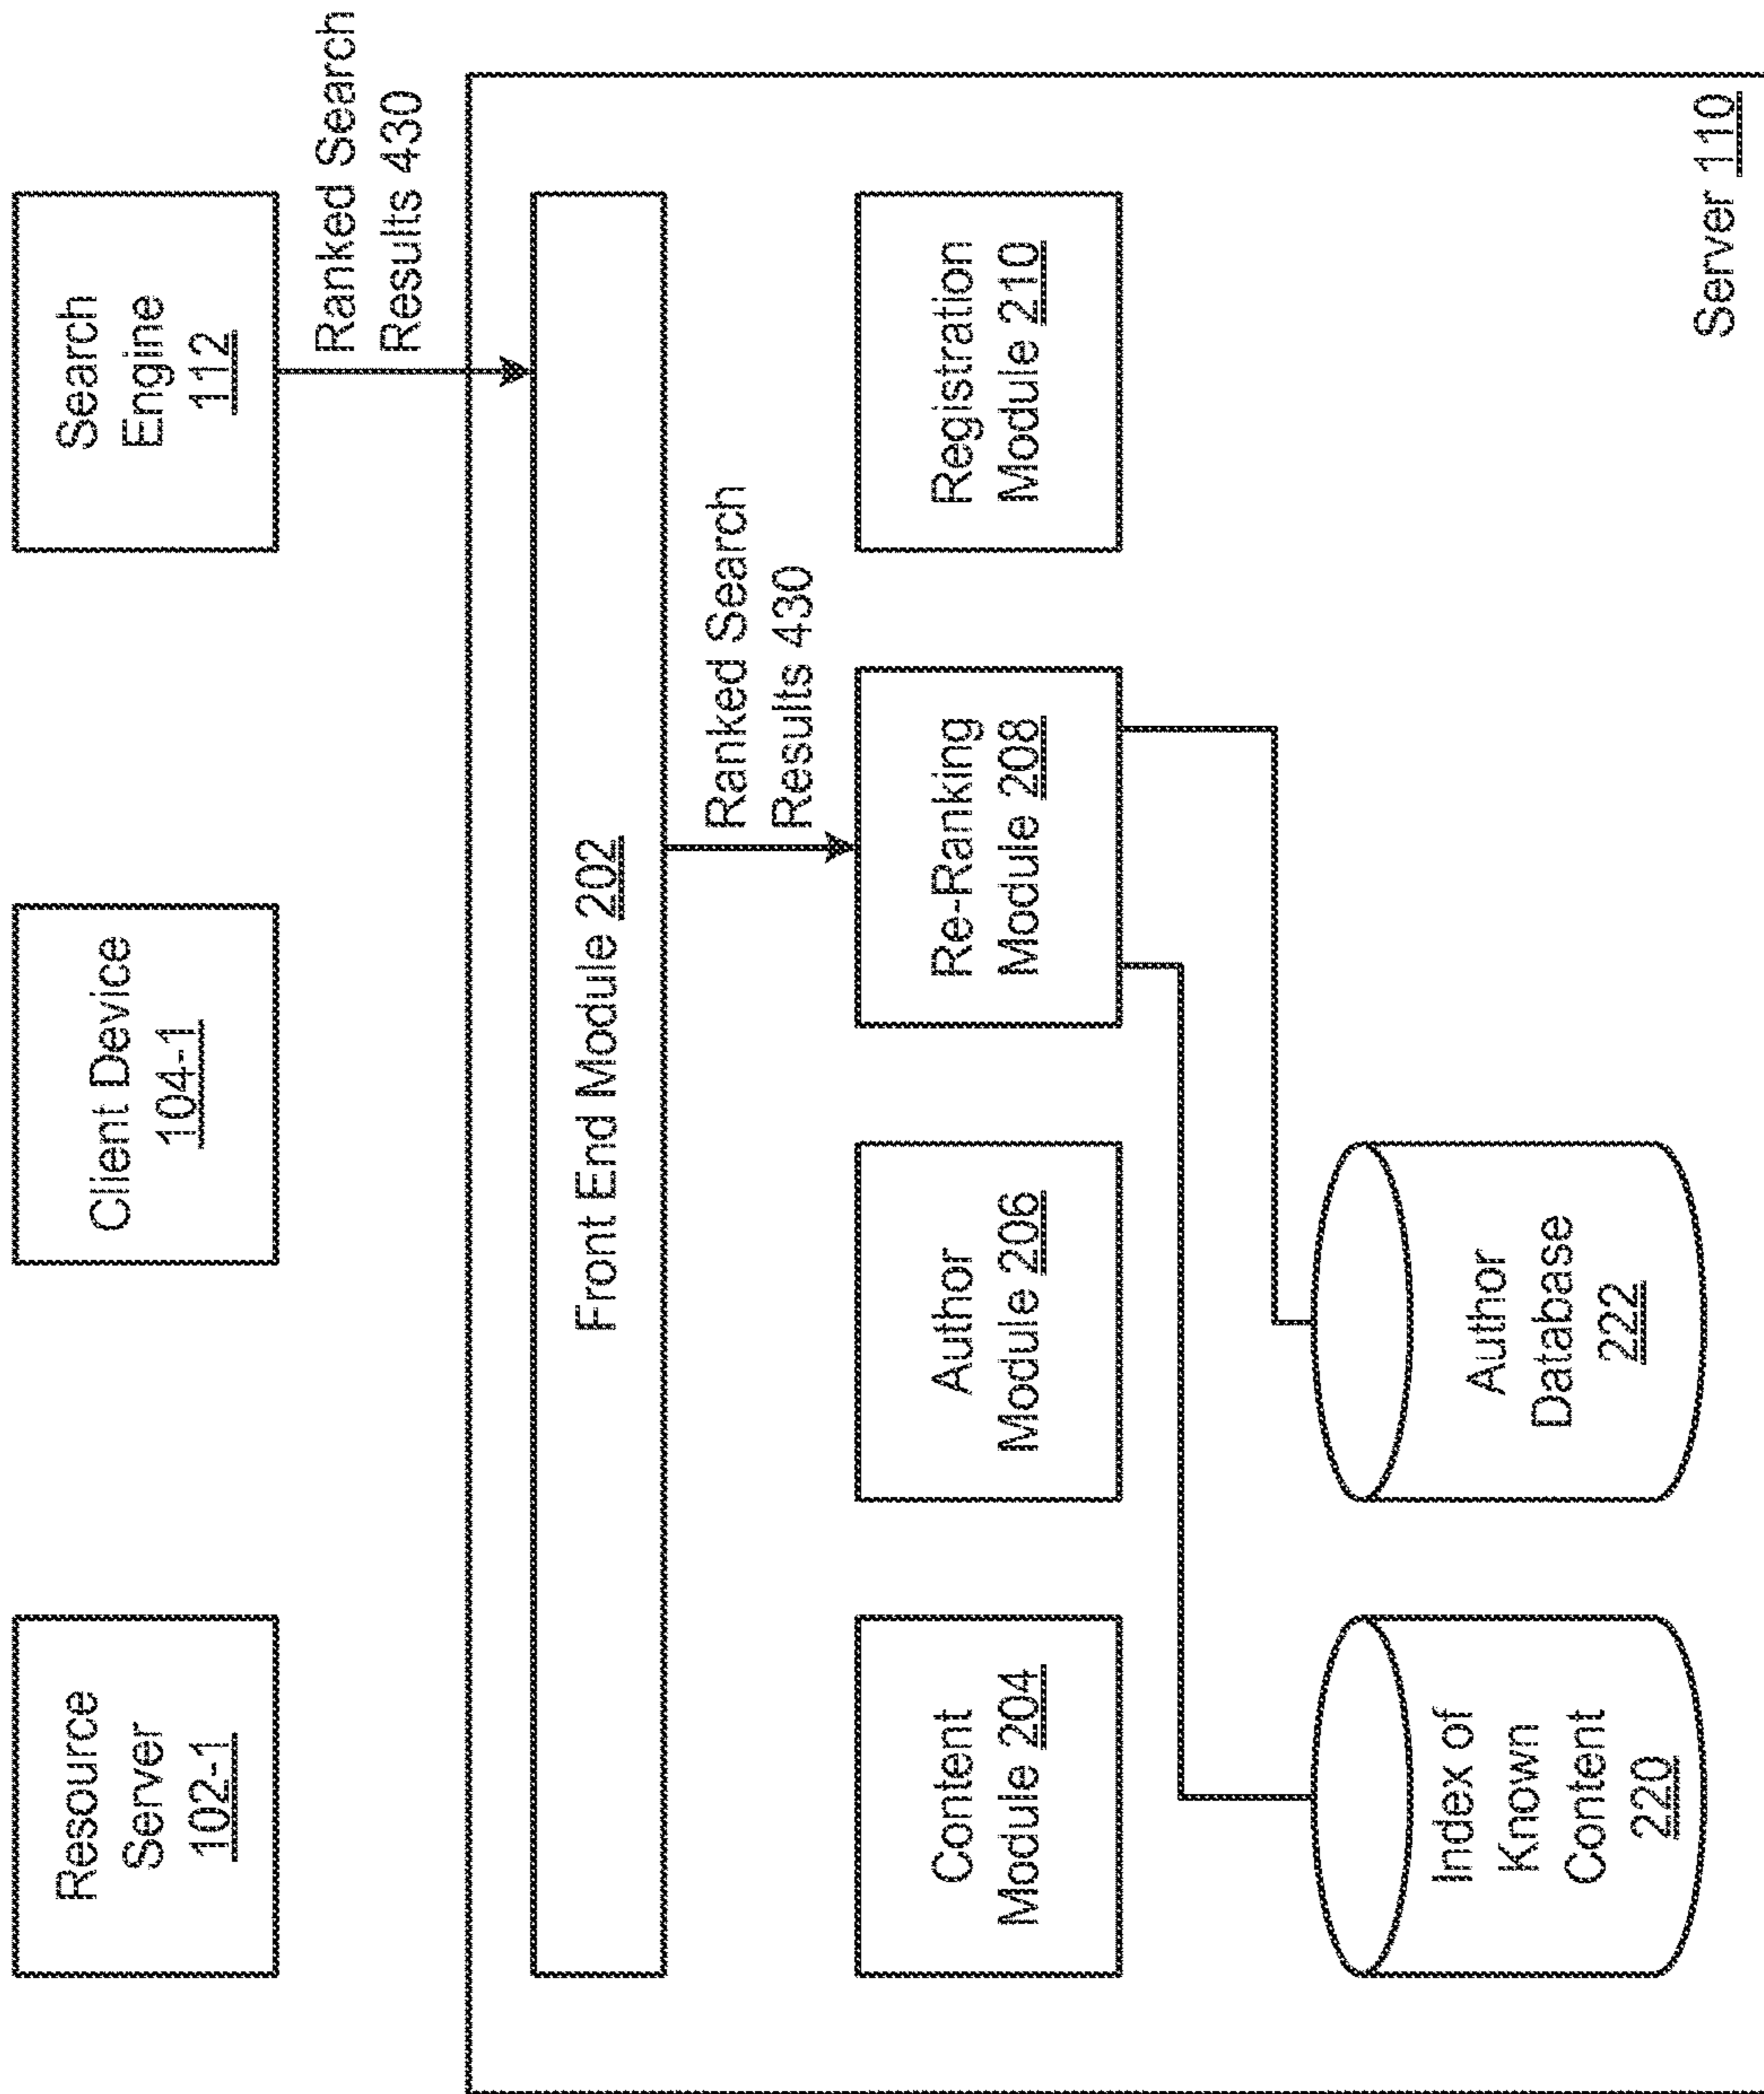 Resource
Server
102-1
Client Device
104-1
Search
Engine
112
Ranked Search
Results 430
Front End Module 202
Ranked Search
Results 430
Content
Module 204
Author
Module 206
Re-Ranking
Module 208
Registration
Module 210
Index of
Known
Content
220
Author
Database
222
Server 110